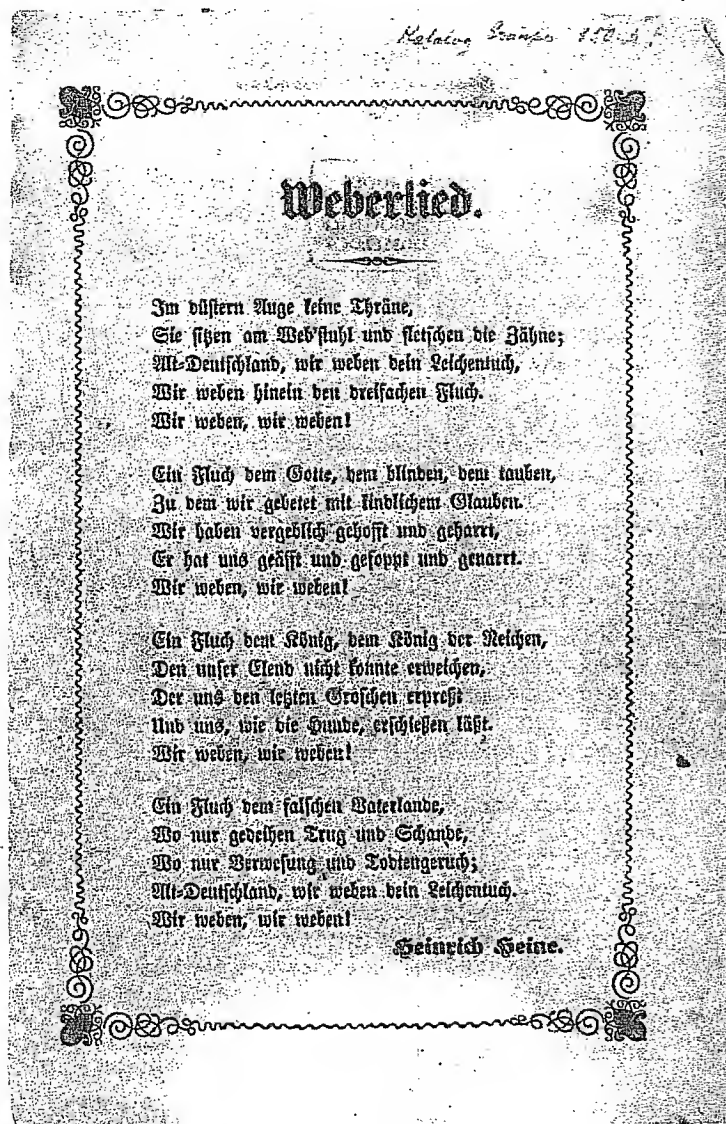 Weberlied.
Im düstern Auge keine Thräne,
Sie sitzen am Web'stuhl und fletschen die Zähne;
Alt-Deutschland, wir weben dein Leichentuch,
Wir weben hinein den dreifachen Fluch.
Wir weben, wir weben!
Ein Fluch dem Gotte, dem blinden, dem tauben,
Zu dem wir gebetet mit kindlichem Glauben.
Wir haben vergeblich gehofft und geharrt,
Er hat uns geäfft und gefoppt und genarrt.
Wir weben, wir weben!
Ein Fluch dem König, dem König der Reichen,
Den unser Elend nicht konnte erweichen,
Der uns den letzten Groschen erpreßt
Und uns, wie die Hunde, erschießen läßt.
Wir weben, wir weben!
Ein Fluch dem falschen Vaterlande,
Wo nur gedeihen Trug und Schande,
Wo nur Verwesung und Todtengeruch;
Alt-Deutschland, wir weben dein Leichentuch.
Wir weben, wir weben!
Heinrich Heine.